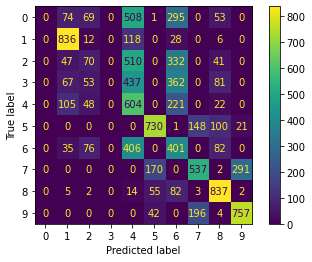 0 0 74 69 0 508 1 295 0 53 0
1 0 836 12 0 118 0 28 0 6 0
2 0 47 70 0 510 0 332 0 41 0
3 0 67 53 0 437 0 362 0 81 0
4 0 105 48 0 604 0 221 0 22 0
5 0 0 0 0 0 730 1 148 100 21
6 0 35 76 0 406 0 401 0 82 0
7 0 0 0 0 0 170 0 537 2 291
8 0 5 2 0 14 55 82 3 837 2
9 0 0 0 0 0 42 0 196 4 757
0 1 2 3 4 5 6 7 8 9
Predicted label
True label
800
700
600
500
400
300
200
100
0